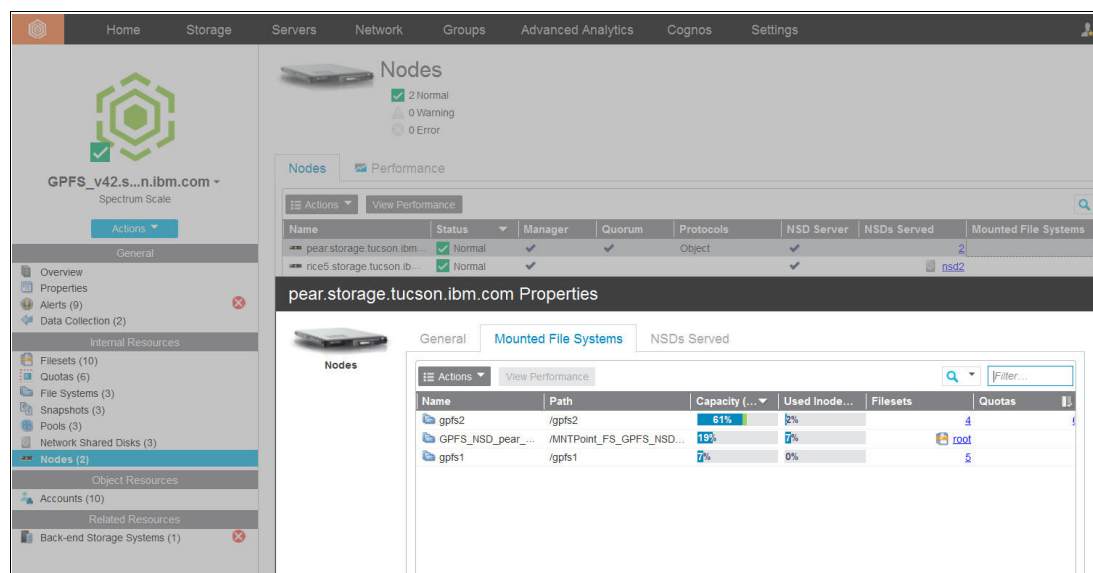 Home Storage Servers Network Groups Advanced Analytics Cognos Settings
GPFS_v42.s...n.ibm.com
Spectrum Scale
Actions
General
Overview
Properties
Alerts (9)
Data Collection (2)
Internal Resources
Filesets (10)
Quotas (6)
File Systems (3)
Snapshots (3)
Pools (3)
Network Shared Disks (3)
Nodes (2)
Object Resources
Accounts (10)
Related Resources
Back-end Storage Systems (1)
Nodes
2 Normal
0 Warning
0 Error
Nodes Performance
Actions View Performance
Name Status Manager Quorum Protocols NSD Server NSDs Served Mounted File Systems
pear.storage.tucson.ibm... Normal Object 2
rice5.storage.tucson.ib... Normal nsd2
pear.storage.tucson.ibm.com Properties
Nodes
General Mounted File Systems NSDs Served
Actions View Performance Filter...
Name Path Capacity (... Used Inode... Filesets Quotas
gpfs2 /gpfs2 61% 2% 4
GPFS_NSD_pear_... /MNTPoint_FS_GPFS_NSD... 19% 7% root
gpfs1 /gpfs1 7% 0% 5